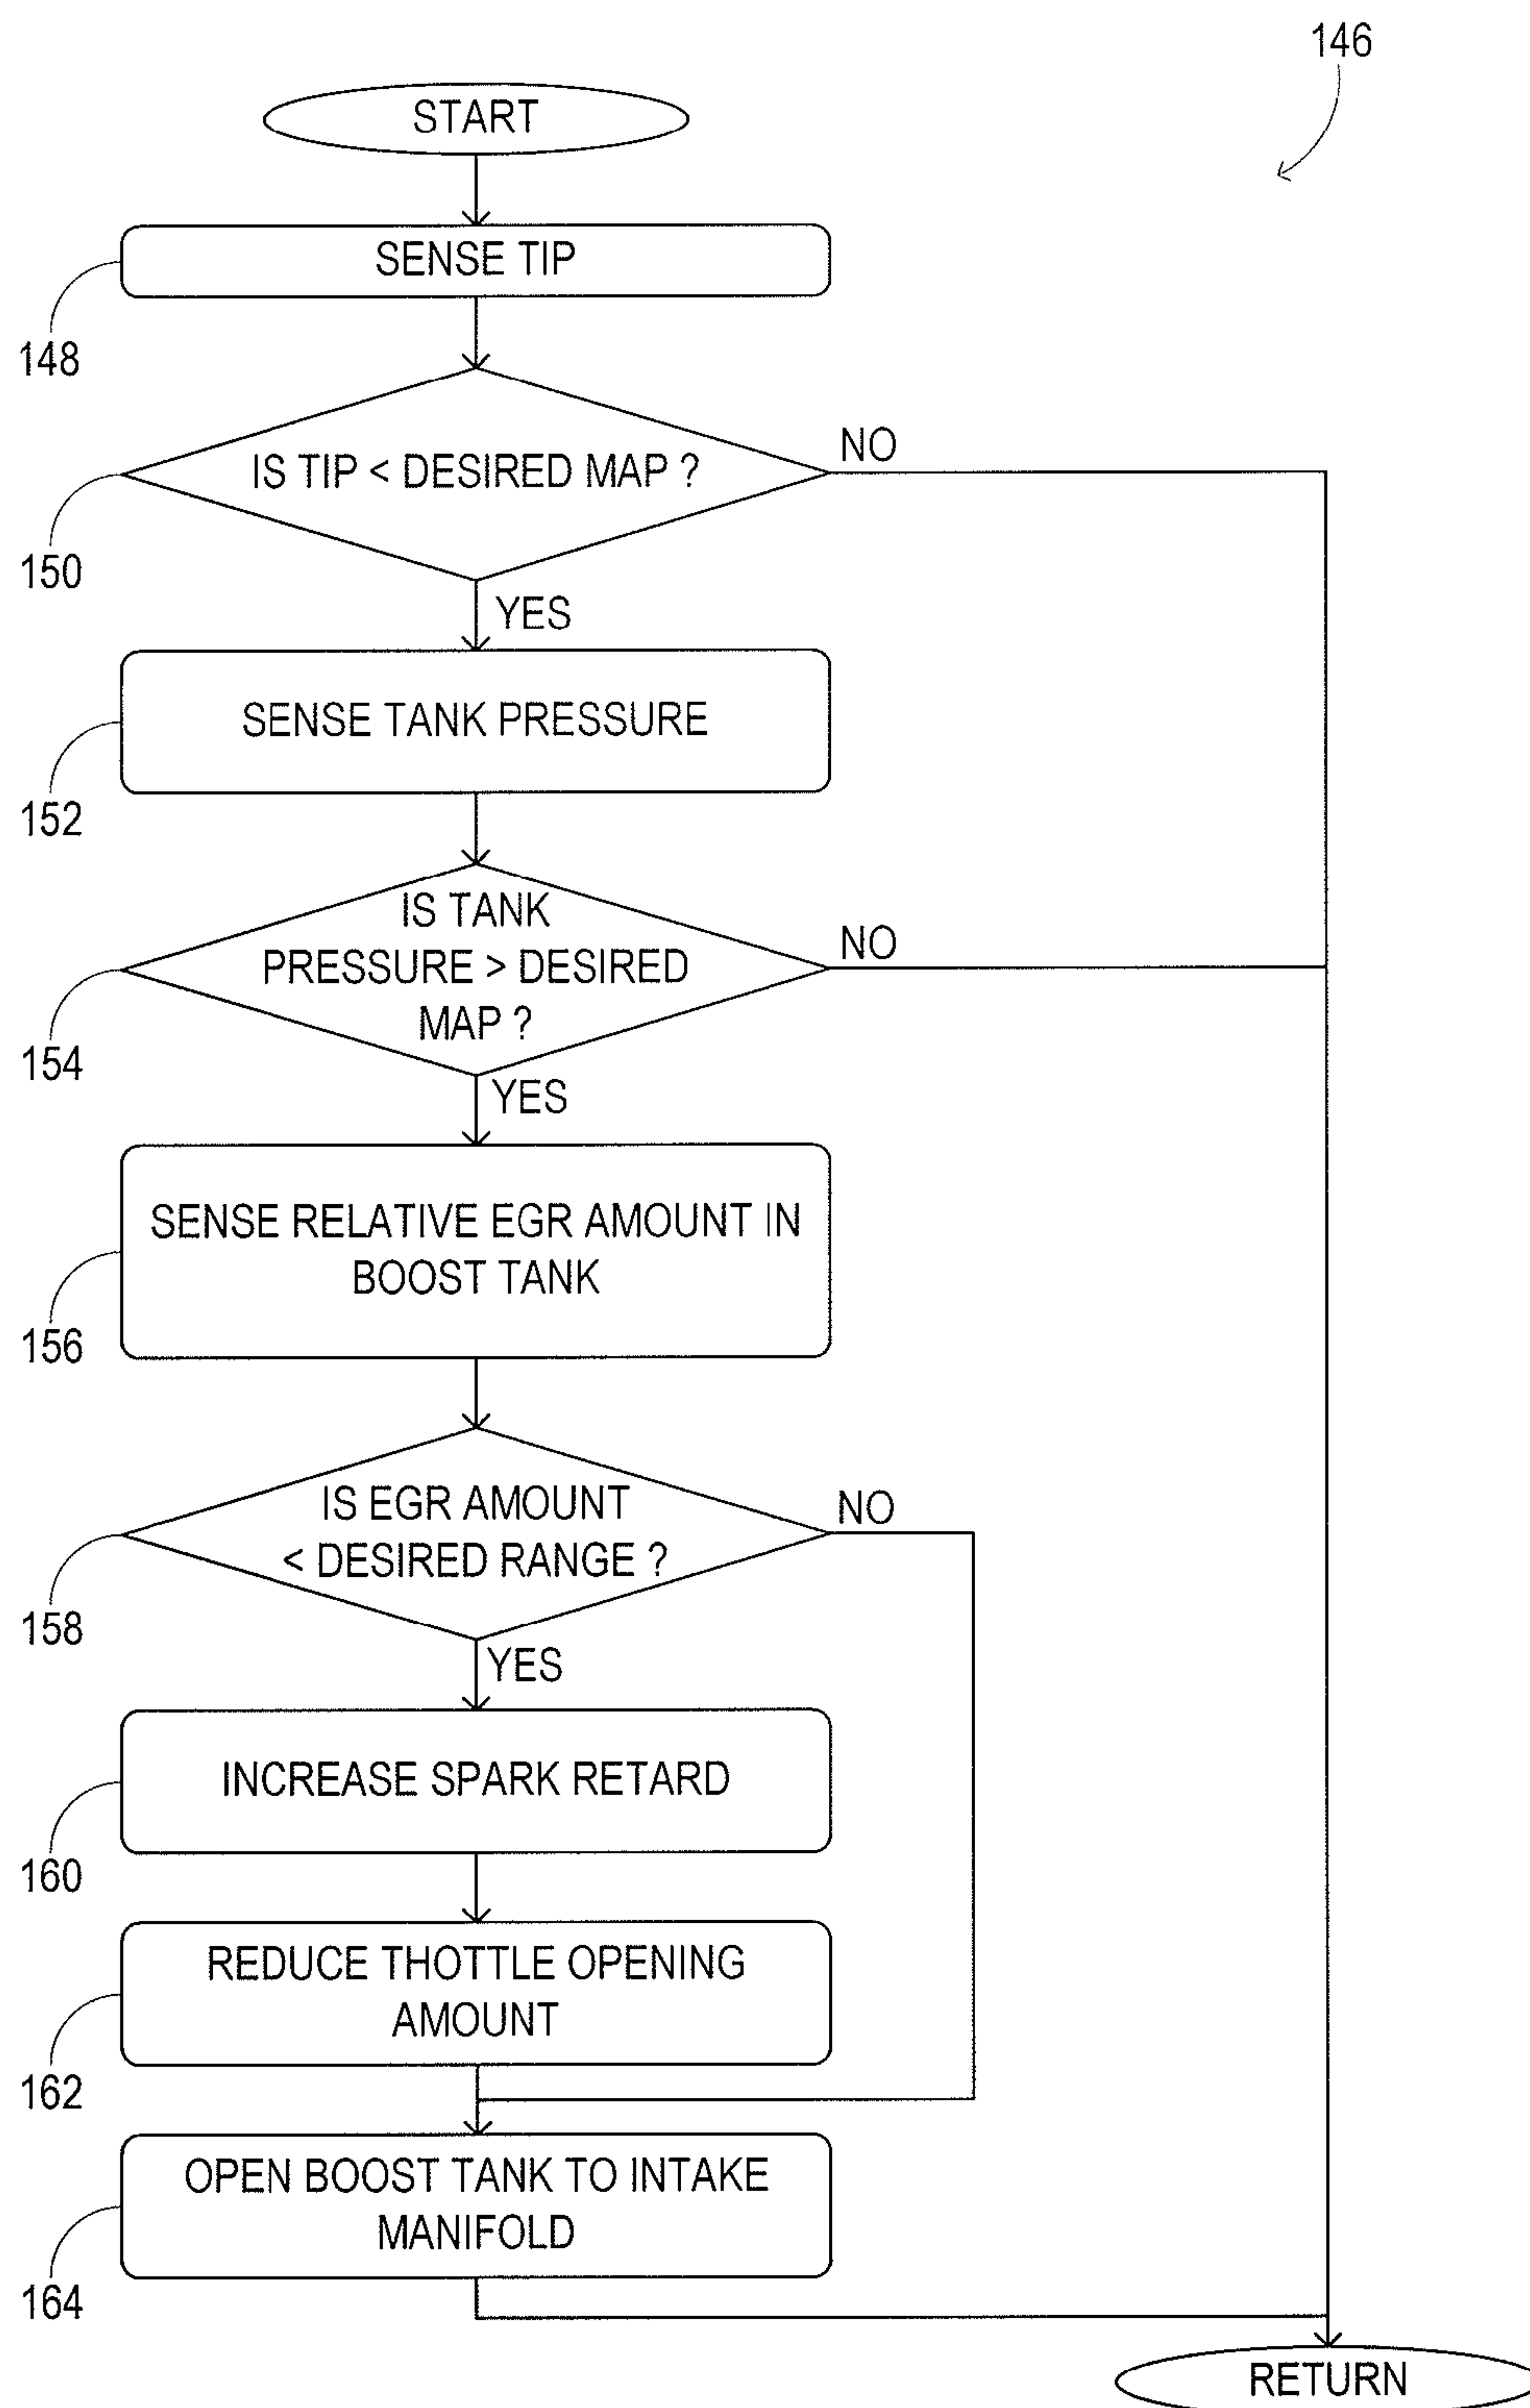 146
START
SENSE TIP
148
IS TIP < DESIRED MAP ?
NO
150
YES
SENSE TANK PRESSURE
152
IS TANK
PRESSURE > DESIRED
MAP ?
NO
154
YES
SENSE RELATIVE EGR AMOUNT IN
BOOST TANK
156
IS EGR AMOUNT
< DESIRED RANGE ?
NO
158
YES
INCREASE SPARK RETARD
160
REDUCE THOTTLE OPENING
AMOUNT
162
OPEN BOOST TANK TO INTAKE
MANIFOLD
164
RETURN